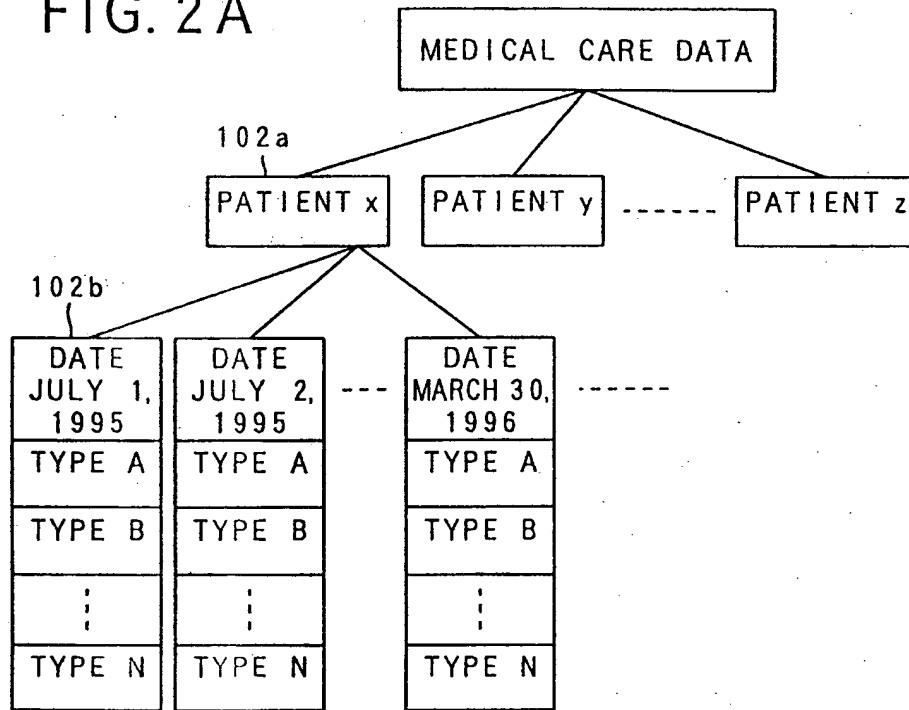 FIG. 2A
MEDICAL CARE DATA
102a
PATIENT x
PATIENT y
PATIENT z
102b
DATE
JULY 1,
1995
TYPE A
TYPE B
TYPE N
DATE
JULY 2,
1995
TYPE A
TYPE B
TYPE N
DATE
MARCH 30,
1996
TYPE A
TYPE B
TYPE N